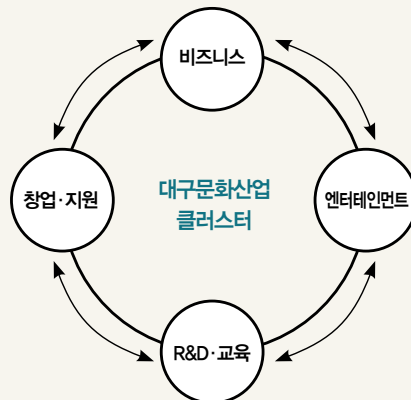 비즈니스
대구문화산업
클러스터
창업·지원
엔터테인먼트
R&D·교육